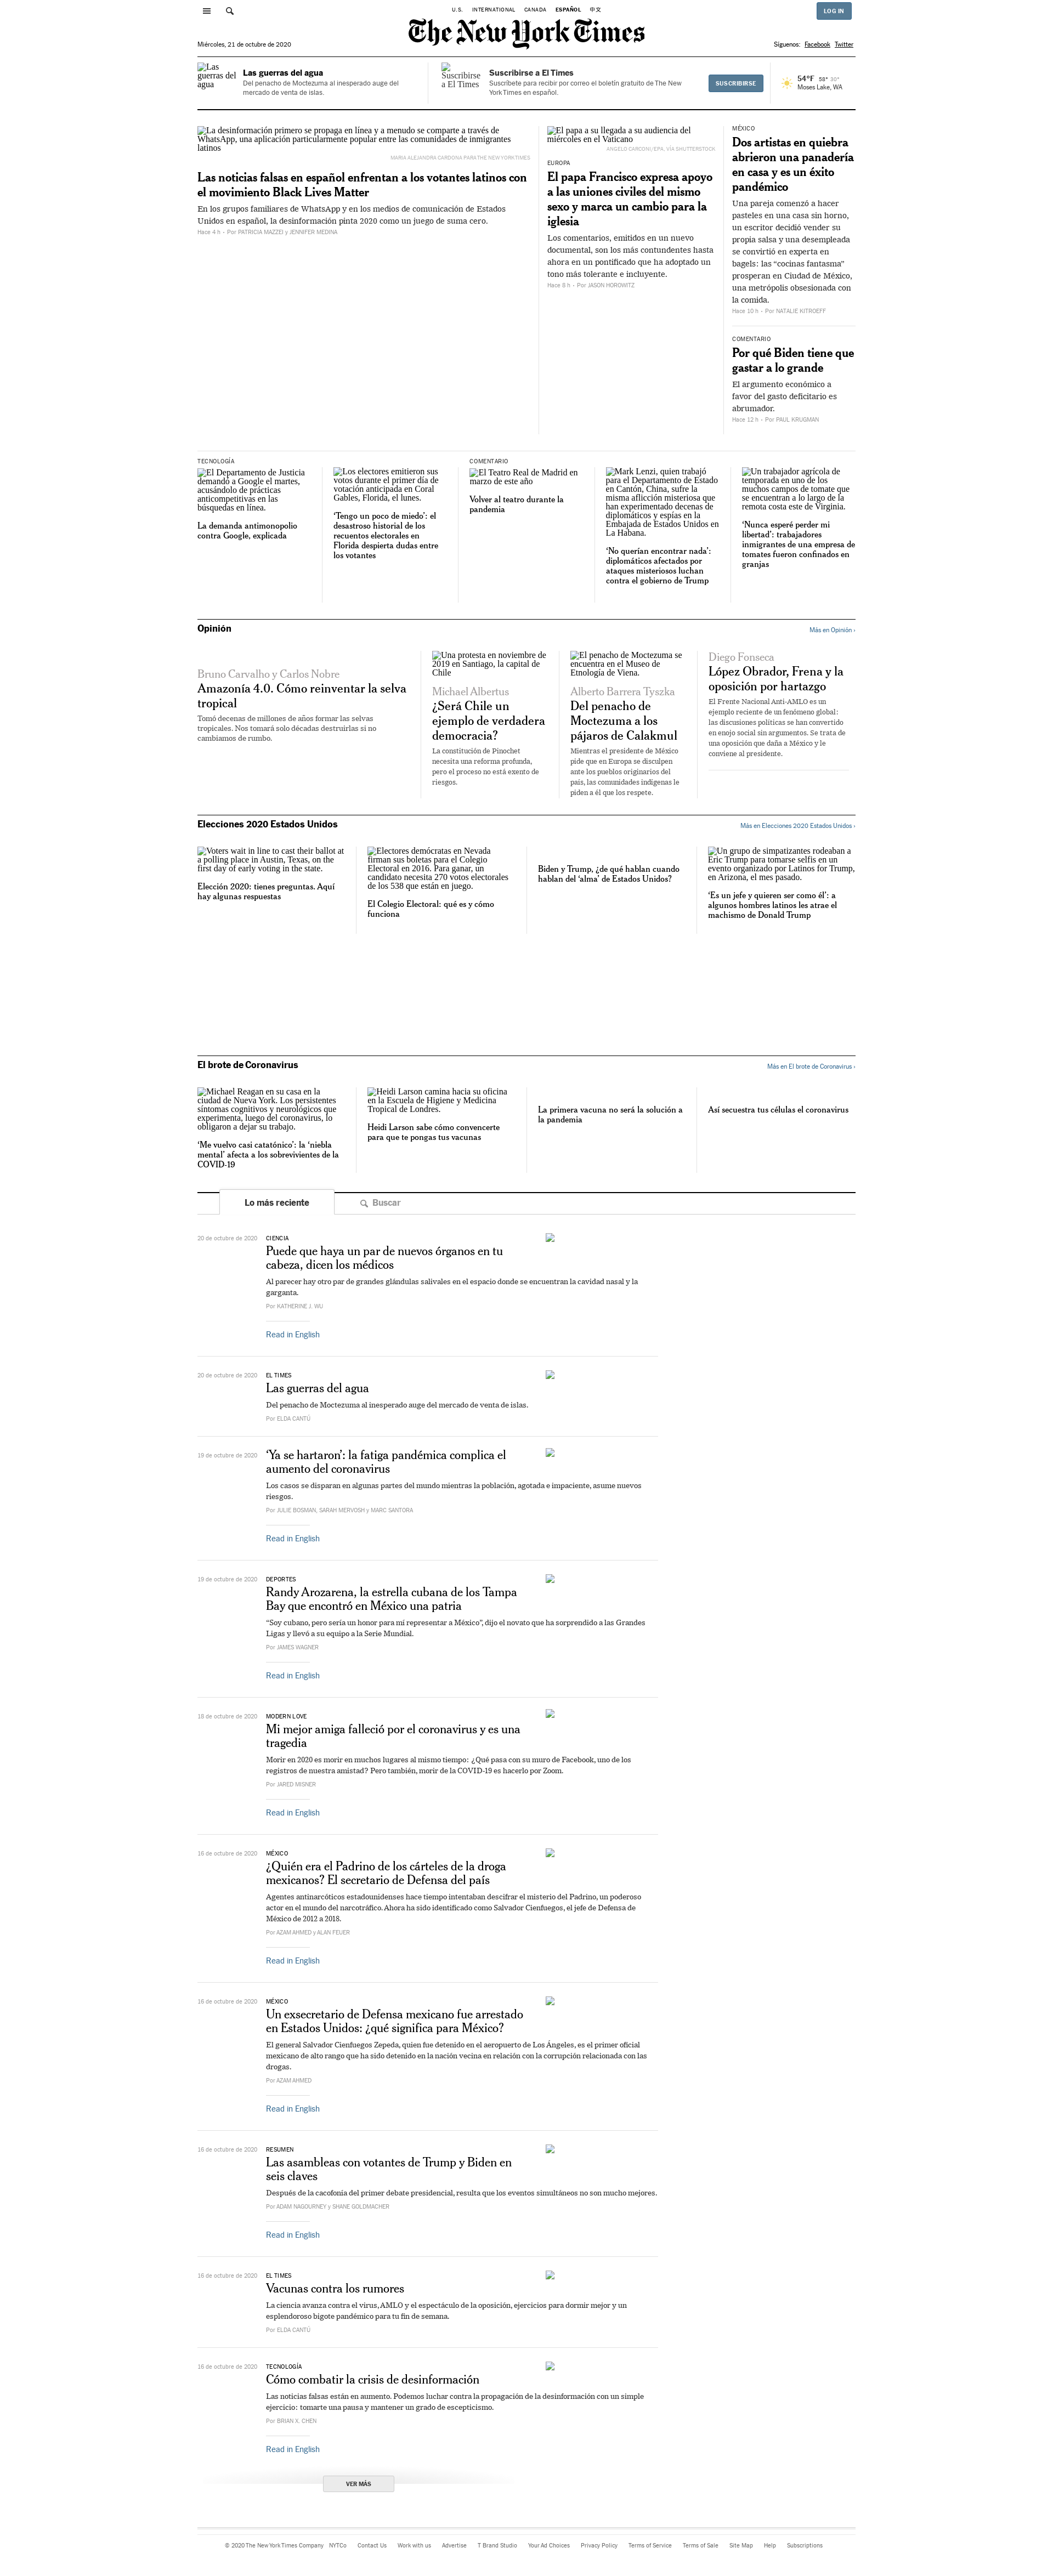 U.S. INTERNATIONAL CANADA ESPAÑOL 中文
LOG IN
The New York Times
Miércoles, 21 de octubre de 2020
Síguenos: Facebook Twitter
Las guerras del agua
Las guerras del agua
Del penacho de Moctezuma al inesperado auge del
mercado de venta de islas.
Suscribirse a El Times
Suscribirse a El Times
Suscríbete para recibir por correo el boletín gratuito de The New
York Times en español.
SUSCRIBIRSE
54°F 58° 30°
Moses Lake, WA
La desinformación primero se propaga en línea y a menudo se comparte a través de
WhatsApp, una aplicación particularmente popular entre las comunidades de inmigrantes
latinos
MARIA ALEJANDRA CARDONA PARA THE NEW YORK TIMES
Las noticias falsas en español enfrentan a los votantes latinos con
el movimiento Black Lives Matter
En los grupos familiares de WhatsApp y en los medios de comunicación de Estados
Unidos en español, la desinformación pinta 2020 como un juego de suma cero.
Hace 4 h - Por PATRICIA MAZZEI y JENNIFER MEDINA
El papa a su llegada a su audiencia del
miércoles en el Vaticano
ANGELO CARCONI/EPA, VÍA SHUTTERSTOCK
EUROPA
El papa Francisco expresa apoyo
a las uniones civiles del mismo
sexo y marca un cambio para la
iglesia
Los comentarios, emitidos en un nuevo
documental, son los más contundentes hasta
ahora en un pontificado que ha adoptado un
tono más tolerante e incluyente.
Hace 8 h - Por JASON HOROWITZ
MÉXICO
Dos artistas en quiebra
abrieron una panadería
en casa y es un éxito
pandémico
Una pareja comenzó a hacer
pasteles en una casa sin horno,
un escritor decidió vender su
propia salsa y una desempleada
se convirtió en experta en
bagels: las “cocinas fantasma”
prosperan en Ciudad de México,
una metrópolis obsesionada con
la comida.
Hace 10 h - Por NATALIE KITROEFF
COMENTARIO
Por qué Biden tiene que
gastar a lo grande
El argumento económico a
favor del gasto deficitario es
abrumador.
Hace 12 h - Por PAUL KRUGMAN
TECNOLOGÍA
El Departamento de Justicia
demandó a Google el martes,
acusándolo de prácticas
anticompetitivas en las
búsquedas en línea.
La demanda antimonopolio
contra Google, explicada
Los electores emitieron sus
votos durante el primer día de
votación anticipada en Coral
Gables, Florida, el lunes.
‘Tengo un poco de miedo’: el
desastroso historial de los
recuentos electorales en
Florida despierta dudas entre
los votantes
COMENTARIO
El Teatro Real de Madrid en
marzo de este año
Volver al teatro durante la
pandemia
Mark Lenzi, quien trabajó
para el Departamento de Estado
en Cantón, China, sufre la
misma aflicción misteriosa que
han experimentado decenas de
diplomáticos y espías en la
Embajada de Estados Unidos en
La Habana.
‘No querían encontrar nada’:
diplomáticos afectados por
ataques misteriosos luchan
contra el gobierno de Trump
Un trabajador agrícola de
temporada en uno de los
muchos campos de tomate que
se encuentran a lo largo de la
remota costa este de Virginia.
‘Nunca esperé perder mi
libertad’: trabajadores
inmigrantes de una empresa de
tomates fueron confinados en
granjas
Opinión
Más en Opinión ›
Bruno Carvalho y Carlos Nobre
Amazonía 4.0. Cómo reinventar la selva
tropical
Tomó decenas de millones de años formar las selvas
tropicales. Nos tomará solo décadas destruirlas si no
cambiamos de rumbo.
Una protesta en noviembre de
2019 en Santiago, la capital de
Chile
Michael Albertus
¿Será Chile un
ejemplo de verdadera
democracia?
La constitución de Pinochet
necesita una reforma profunda,
pero el proceso no está exento de
riesgos.
El penacho de Moctezuma se
encuentra en el Museo de
Etnología de Viena.
Alberto Barrera Tyszka
Del penacho de
Moctezuma a los
pájaros de Calakmul
Mientras el presidente de México
pide que en Europa se disculpen
ante los pueblos originarios del
país, las comunidades indígenas le
piden a él que los respete.
Diego Fonseca
López Obrador, Frena y la
oposición por hartazgo
El Frente Nacional Anti-AMLO es un
ejemplo reciente de un fenómeno global:
las discusiones políticas se han convertido
en enojo social sin argumentos. Se trata de
una oposición que daña a México y le
conviene al presidente.
Elecciones 2020 Estados Unidos
Más en Elecciones 2020 Estados Unidos ›
Voters wait in line to cast their ballot at
a polling place in Austin, Texas, on the
first day of early voting in the state.
Elección 2020: tienes preguntas. Aquí
hay algunas respuestas
Electores demócratas en Nevada
firman sus boletas para el Colegio
Electoral en 2016. Para ganar, un
candidato necesita 270 votos electorales
de los 538 que están en juego.
El Colegio Electoral: qué es y cómo
funciona
Biden y Trump, ¿de qué hablan cuando
hablan del ‘alma’ de Estados Unidos?
Un grupo de simpatizantes rodeaban a
Eric Trump para tomarse selfis en un
evento organizado por Latinos for Trump,
en Arizona, el mes pasado.
‘Es un jefe y quieren ser como él’: a
algunos hombres latinos les atrae el
machismo de Donald Trump
El brote de Coronavirus
Más en El brote de Coronavirus ›
Michael Reagan en su casa en la
ciudad de Nueva York. Los persistentes
síntomas cognitivos y neurológicos que
experimenta, luego del coronavirus, lo
obligaron a dejar su trabajo.
‘Me vuelvo casi catatónico’: la ‘niebla
mental’ afecta a los sobrevivientes de la
COVID-19
Heidi Larson camina hacia su oficina
en la Escuela de Higiene y Medicina
Tropical de Londres.
Heidi Larson sabe cómo convencerte
para que te pongas tus vacunas
La primera vacuna no será la solución a
la pandemia
Así secuestra tus células el coronavirus
Lo más reciente
Buscar
20 de octubre de 2020
CIENCIA
Puede que haya un par de nuevos órganos en tu
cabeza, dicen los médicos
Al parecer hay otro par de grandes glándulas salivales en el espacio donde se encuentran la cavidad nasal y la
garganta.
Por KATHERINE J. WU
Read in English
20 de octubre de 2020
EL TIMES
Las guerras del agua
Del penacho de Moctezuma al inesperado auge del mercado de venta de islas.
Por ELDA CANTÚ
19 de octubre de 2020
‘Ya se hartaron’: la fatiga pandémica complica el
aumento del coronavirus
Los casos se disparan en algunas partes del mundo mientras la población, agotada e impaciente, asume nuevos
riesgos.
Por JULIE BOSMAN, SARAH MERVOSH y MARC SANTORA
Read in English
19 de octubre de 2020
DEPORTES
Randy Arozarena, la estrella cubana de los Tampa
Bay que encontró en México una patria
“Soy cubano, pero sería un honor para mí representar a México”, dijo el novato que ha sorprendido a las Grandes
Ligas y llevó a su equipo a la Serie Mundial.
Por JAMES WAGNER
Read in English
18 de octubre de 2020
MODERN LOVE
Mi mejor amiga falleció por el coronavirus y es una
tragedia
Morir en 2020 es morir en muchos lugares al mismo tiempo: ¿Qué pasa con su muro de Facebook, uno de los
registros de nuestra amistad? Pero también, morir de la COVID-19 es hacerlo por Zoom.
Por JARED MISNER
Read in English
16 de octubre de 2020
MÉXICO
¿Quién era el Padrino de los cárteles de la droga
mexicanos? El secretario de Defensa del país
Agentes antinarcóticos estadounidenses hace tiempo intentaban descifrar el misterio del Padrino, un poderoso
actor en el mundo del narcotráfico. Ahora ha sido identificado como Salvador Cienfuegos, el jefe de Defensa de
México de 2012 a 2018.
Por AZAM AHMED y ALAN FEUER
Read in English
16 de octubre de 2020
MÉXICO
Un exsecretario de Defensa mexicano fue arrestado
en Estados Unidos: ¿qué significa para México?
El general Salvador Cienfuegos Zepeda, quien fue detenido en el aeropuerto de Los Ángeles, es el primer oficial
mexicano de alto rango que ha sido detenido en la nación vecina en relación con la corrupción relacionada con las
drogas.
Por AZAM AHMED
Read in English
16 de octubre de 2020
RESUMEN
Las asambleas con votantes de Trump y Biden en
seis claves
Después de la cacofonía del primer debate presidencial, resulta que los eventos simultáneos no son mucho mejores.
Por ADAM NAGOURNEY y SHANE GOLDMACHER
Read in English
16 de octubre de 2020
EL TIMES
Vacunas contra los rumores
La ciencia avanza contra el virus, AMLO y el espectáculo de la oposición, ejercicios para dormir mejor y un
esplendoroso bigote pandémico para tu fin de semana.
Por ELDA CANTÚ
16 de octubre de 2020
TECNOLOGÍA
Cómo combatir la crisis de desinformación
Las noticias falsas están en aumento. Podemos luchar contra la propagación de la desinformación con un simple
ejercicio: tomarte una pausa y mantener un grado de escepticismo.
Por BRIAN X. CHEN
Read in English
VER MÁS
© 2020 The New York Times Company NYTCo Contact Us Work with us Advertise T Brand Studio Your Ad Choices Privacy Policy Terms of Service Terms of Sale Site Map Help Subscriptions